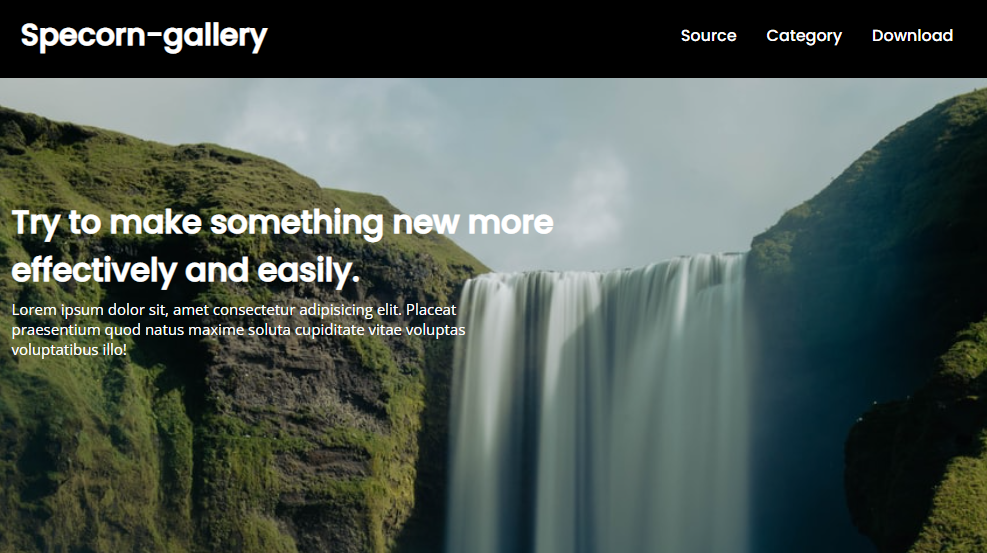 Specorn-gallery
Source Category Download
Try to make something new more
effectively and easily.
Lorem ipsum dolor sit, amet consectetur adipisicing elit. Placeat
praesentium quod natus maxime soluta cupiditate vitae voluptas
voluptatibus illo!